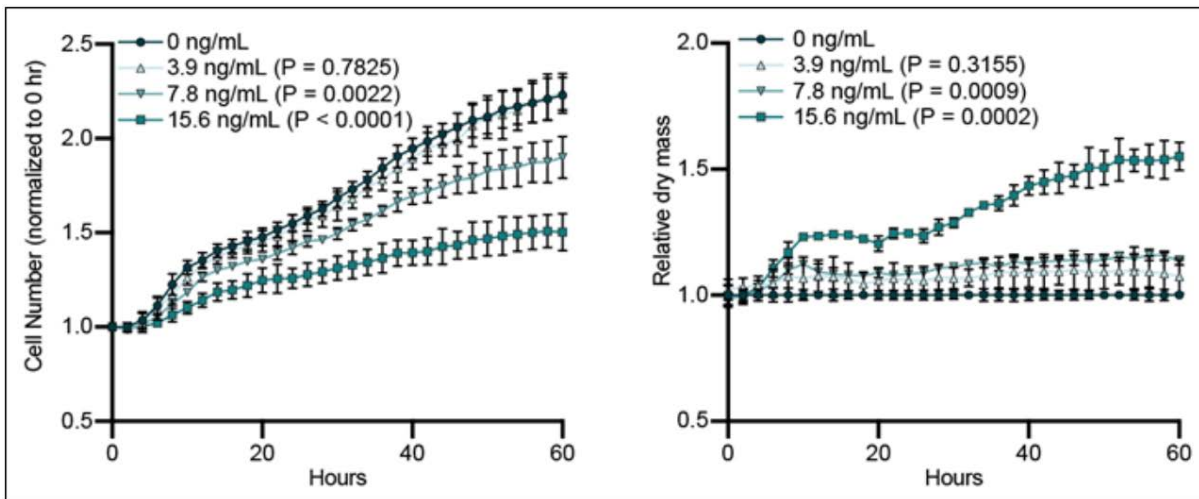 Cell Number (normalized to 0 hr)
2.5
2.0
1.5
1.0
0.5
0 ng/mL
3.9 ng/mL (P = 0.7825)
7.8 ng/mL (P = 0.0022)
15.6 ng/mL (P < 0.0001)
0
20
40
60
Hours
Relative dry mass
2.0
1.5
1.0
0.5
0 ng/mL
3.9 ng/mL (P = 0.3155)
7.8 ng/mL (P = 0.0009)
15.6 ng/mL (P = 0.0002)
0
20
40
60
Hours